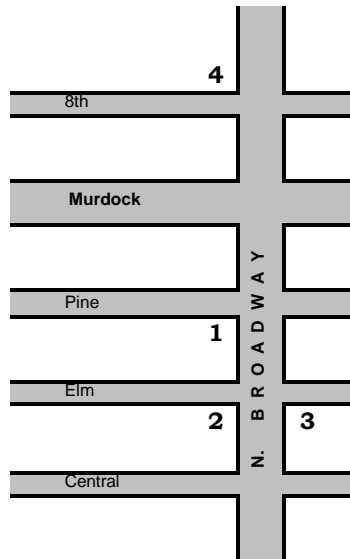 4
8th
Murdock
N. BROADWAY
Pine
1
Elm
2
3
Central